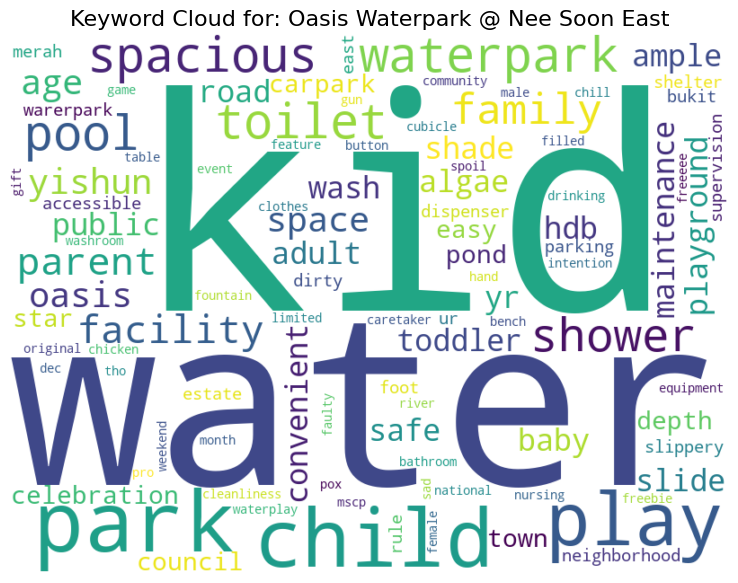 Keyword Cloud for: Oasis Waterpark @ Nee Soon East
merah
spacious
east
waterpark
ample
age
game
road
carpark
community
male
chill
shelter
warerpark
toilet
gun
family
bukit
pool
table
feature
button
cubicle
filled
shade
spoil
maintenance
freeeee
supervision
gift
yishun
event
kid
wash
algae
drinking
playground
accessible
clothes
dispenser
public
space
easy
hdb
washroom
adult
pond
parking
parent
dirty
intention
oasis
fountain
hand
yr
star
facility
limited
caretaker
ur
bench
toddler
shower
original
chicken
convenient
dec
tho
water
estate
foot
equipment
river
faulty
safe
baby
depth
weekend
month
slippery
pro
bathroom
slide
celebration
cleanliness
pox
sad
national
nursing
freebie
mscp
waterplay
park
child
rule
female
town
play
council
neighborhood